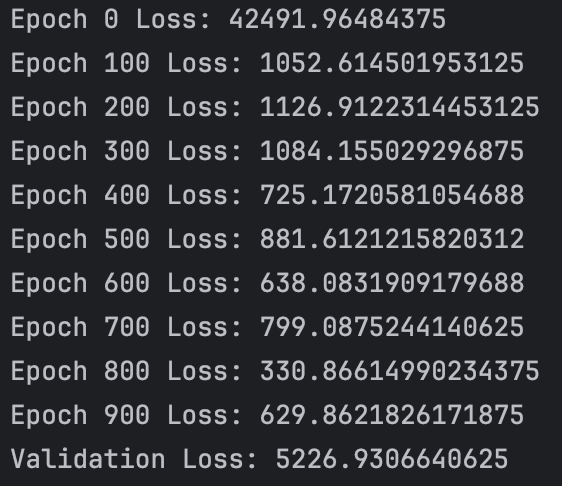 Epoch 0 Loss: 42491.96484375
Epoch 100 Loss: 1052.614501953125
Epoch 200 Loss: 1126.9122314453125
Epoch 300 Loss: 1084.155029296875
Epoch 400 Loss: 725.1720581054688
Epoch 500 Loss: 881.6121215820312
Epoch 600 Loss: 638.0831909179688
Epoch 700 Loss: 799.0875244140625
Epoch 800 Loss: 330.86614990234375
Epoch 900 Loss: 629.8621826171875
Validation Loss: 5226.9306640625